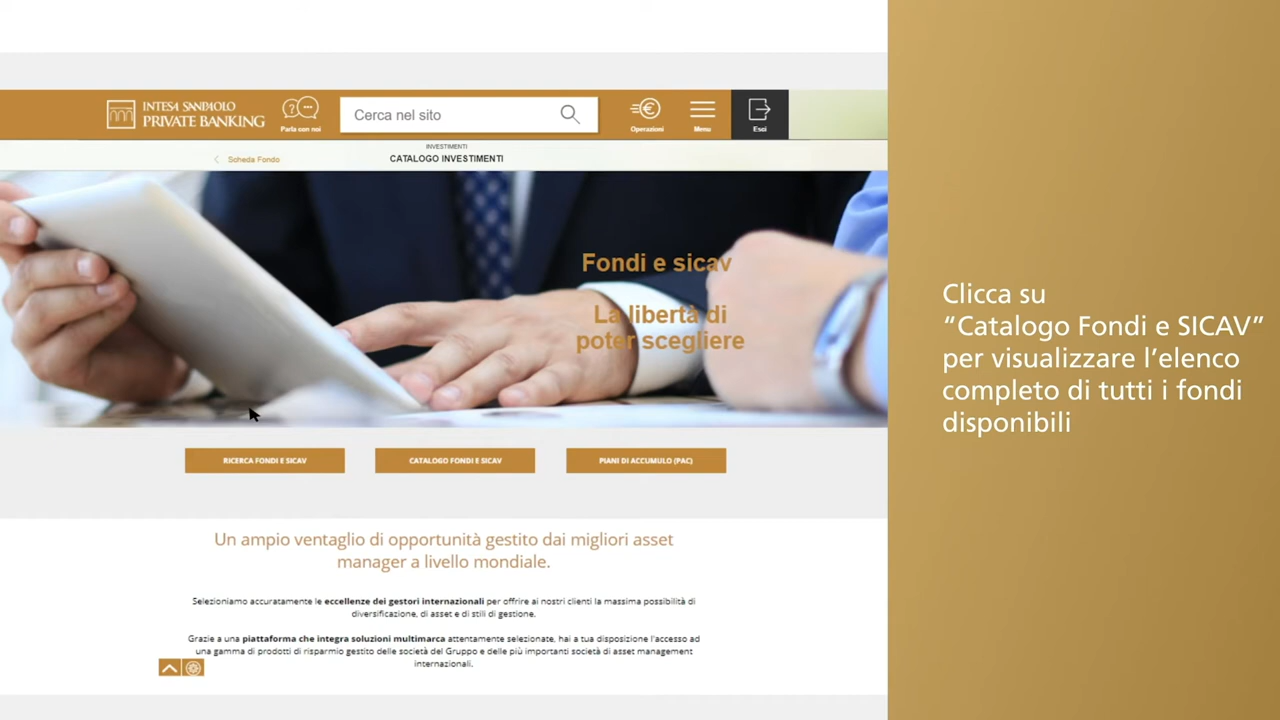 INTESA SANPAOLO
PRIVATE BANKING
Parla con noi
Cerca nel sito
Operazioni
Menu
Esci
Scheda Fondo
INVESTIMENTI
CATALOGO INVESTIMENTI
Fondi e sicav
La libertà di
poter scegliere
RICERCA FONDI E SICAV
CATALOGO FONDI E SICAV
PIANI DI ACCUMULO (PAC)
Un ampio ventaglio di opportunità gestito dai migliori asset
manager a livello mondiale.
Selezioniamo accuratamente le eccellenze dei gestori internazionali per offrire ai nostri clienti la massima possibilità di
diversificazione, di asset e di stili di gestione.
Grazie a una piattaforma che integra soluzioni multimarca attentamente selezionate, hai a tua disposizione l'accesso ad
una gamma di prodotti di risparmio gestito delle società del Gruppo e delle più importanti società di asset management
internazionali.
Clicca su
“Catalogo Fondi e SICAV”
per visualizzare l’elenco
completo di tutti i fondi
disponibili